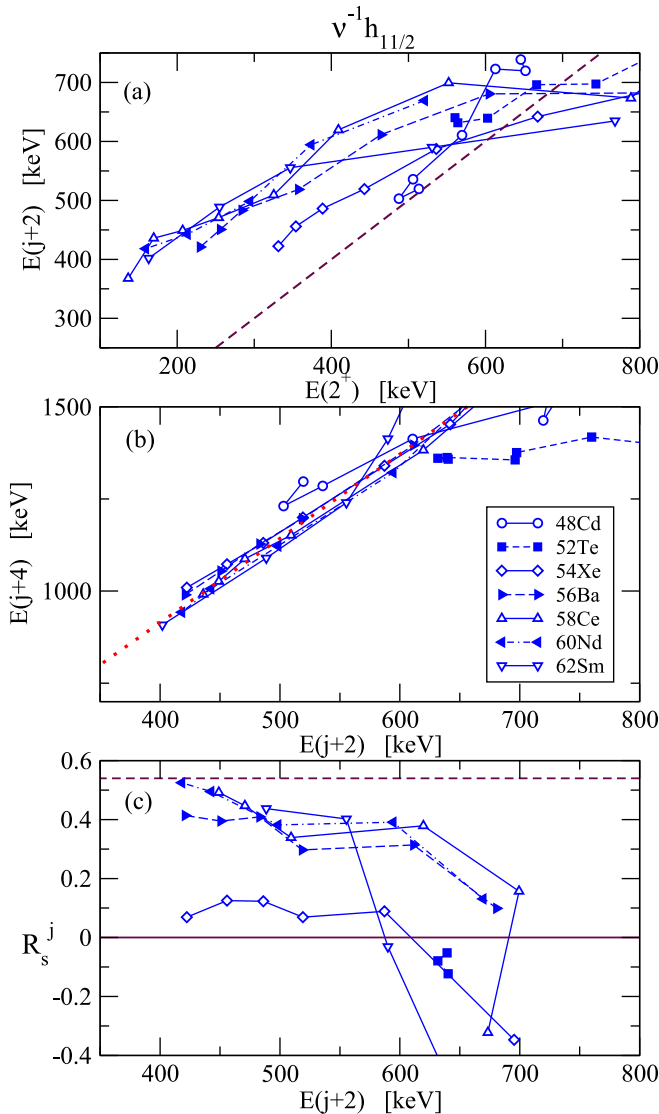 ν⁻¹h₁₁/₂
(a)
700
600
500
400
300
E(j+2) [keV]
200 400 600 800
E(2⁺) [keV]
(b)
1500
1000
E(j+4) [keV]
48Cd
52Te
54Xe
56Ba
58Ce
60Nd
62Sm
400 500 600 700 800
E(j+2) [keV]
(c)
0.6
0.4
0.2
0
-0.2
-0.4
Rₛʲ
400 500 600 700 800
E(j+2) [keV]